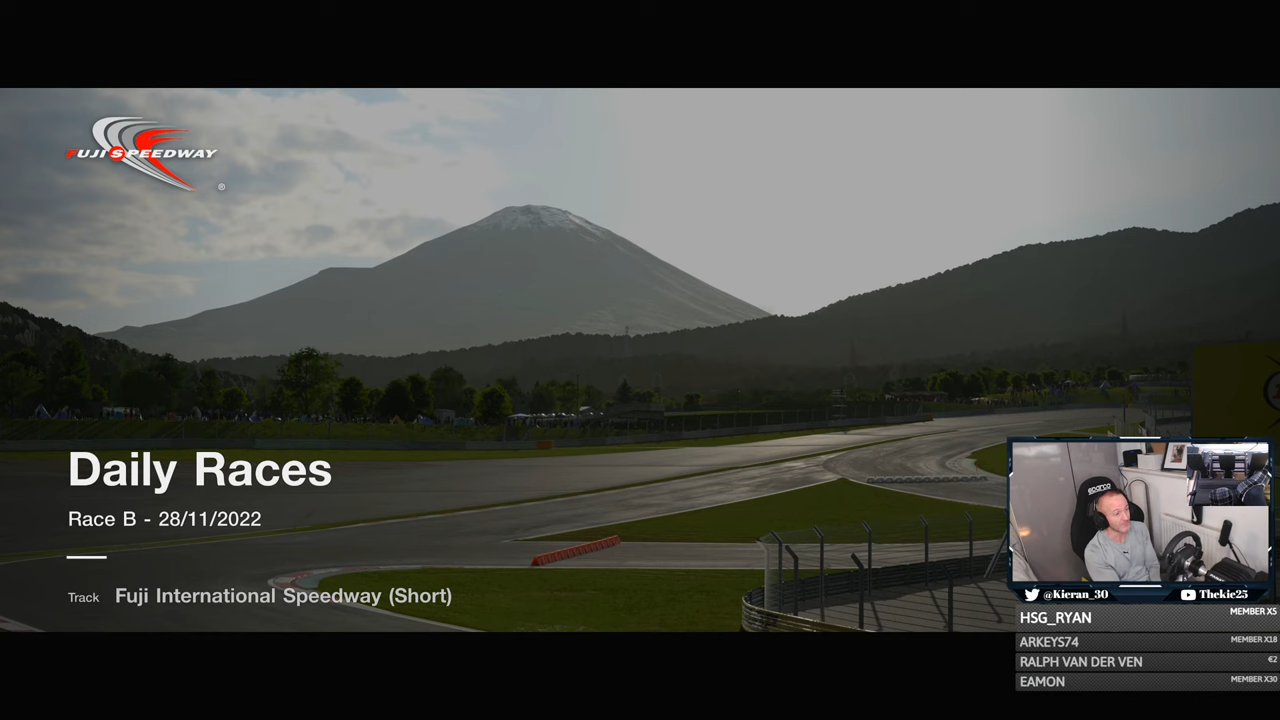 FUJI SPEEDWAY
®
Daily Races
Race B - 28/11/2022
Track Fuji International Speedway (Short)
sparco
@Kieran_30 Thekie25
HSG_RYAN MEMBER X5
ARKEYS74 MEMBER X18
RALPH VAN DER VEN €2
EAMON MEMBER X30